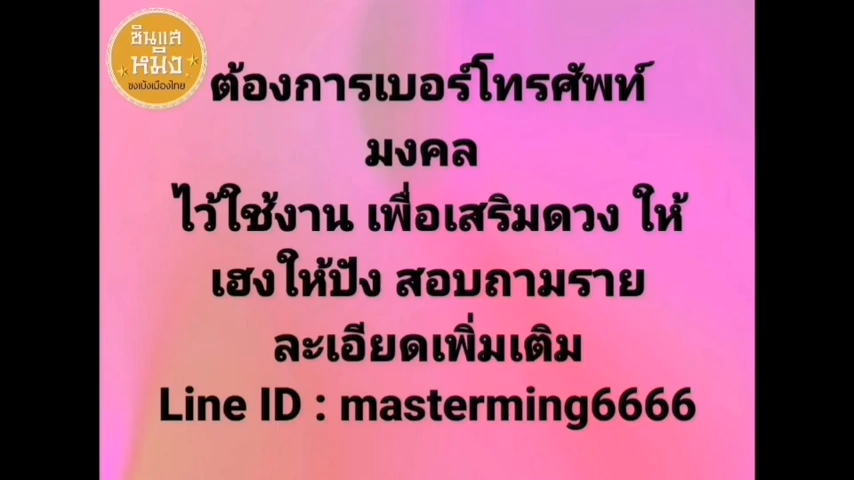 ซินแส
หมิง
ขงเบ้งเมืองไทย
ต้องการเบอร์โทรศัพท์
มงคล
ไว้ใช้งาน เพื่อเสริมดวง ให้
เฮงให้ปัง สอบถามราย
ละเอียดเพิ่มเติม
Line ID : masterming6666